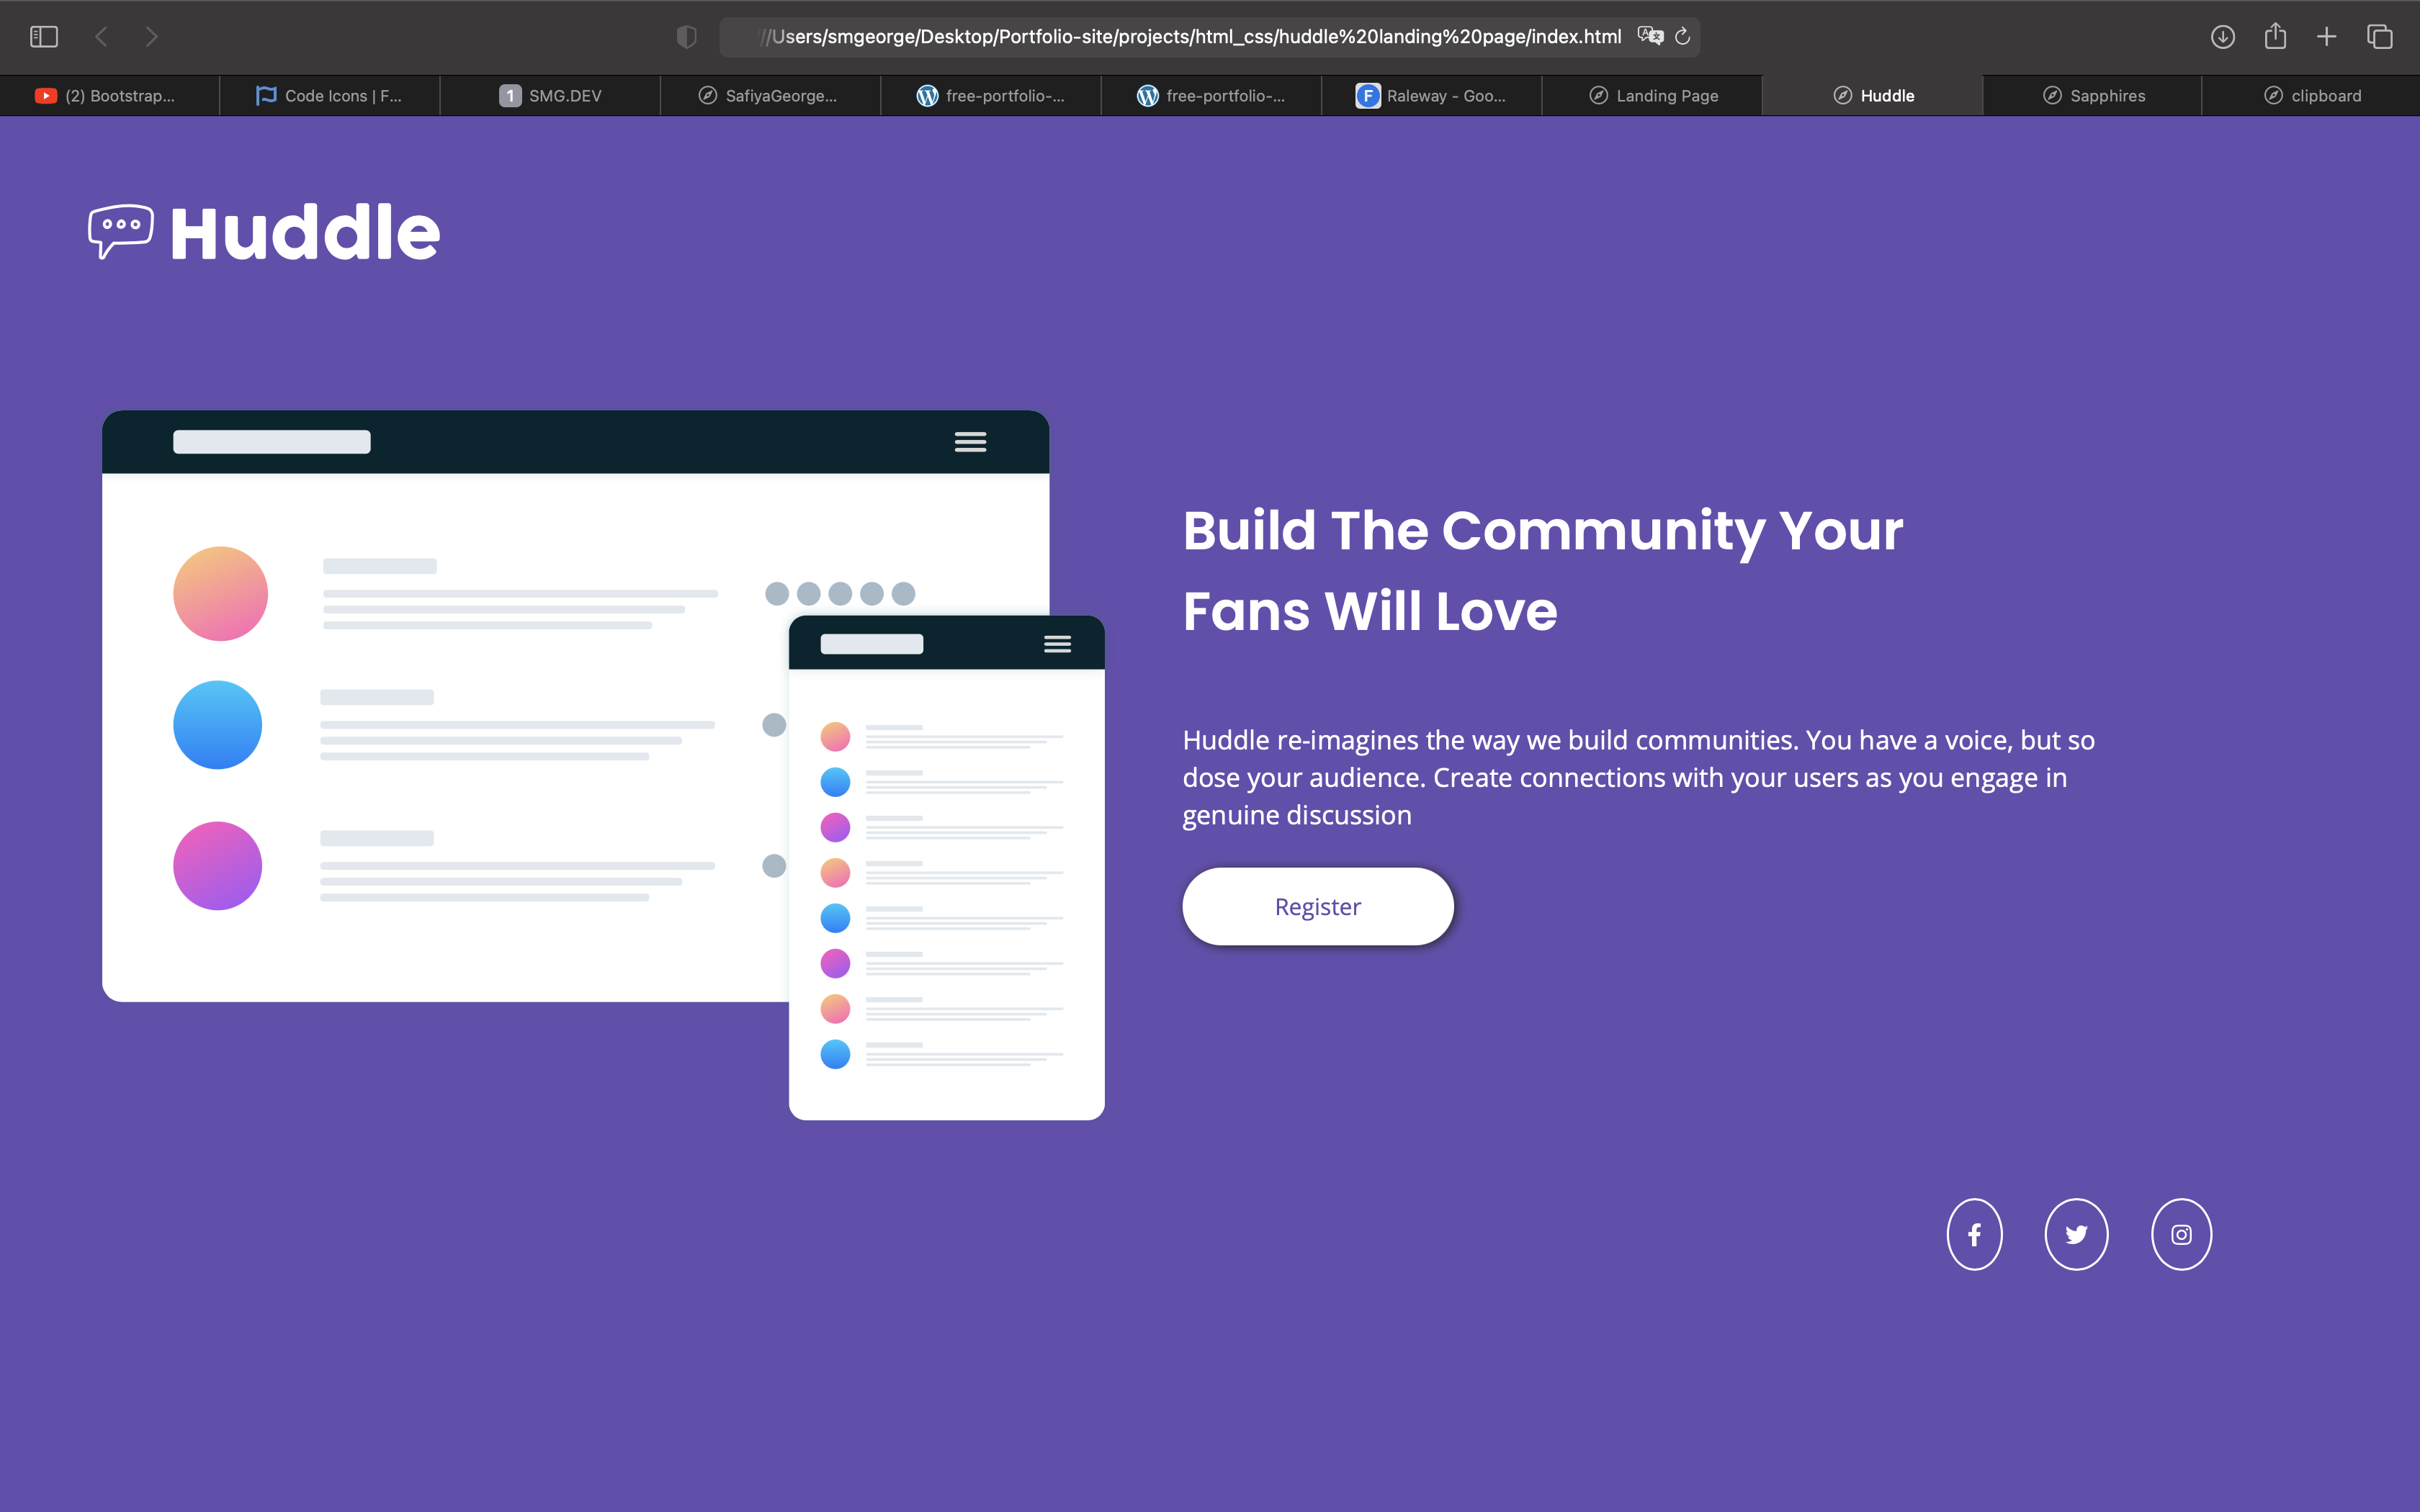 //Users/smgeorge/Desktop/Portfolio-site/projects/html_css/huddle%20landing%20page/index.html
(2) Bootstrap...
Code Icons | F...
1 SMG.DEV
SafiyaGeorge...
free-portfolio-...
free-portfolio-...
F Raleway - Goo...
Landing Page
Huddle
Sapphires
clipboard
Huddle
Build The Community Your
Fans Will Love
Huddle re-imagines the way we build communities. You have a voice, but so
dose your audience. Create connections with your users as you engage in
genuine discussion
Register